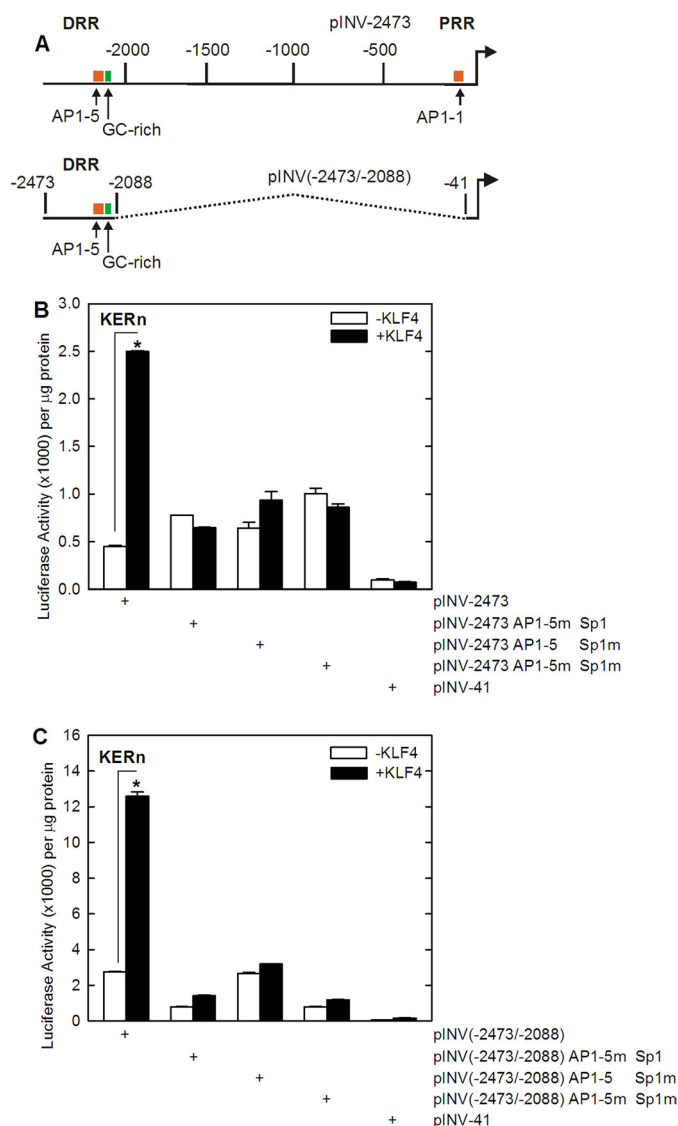 A
DRR pINV-2473 PRR
-2000 -1500 -1000 -500
AP1-5 AP1-1
GC-rich
DRR
-2473 -2088 pINV(-2473/-2088) -41
AP1-5
GC-rich
B
Luciferase Activity (x1000) per µg protein
3.0
2.5
2.0
1.5
1.0
0.5
0.0
KERn
*
-KLF4
+KLF4
+ pINV-2473
+ pINV-2473 AP1-5m Sp1
+ pINV-2473 AP1-5 Sp1m
+ pINV-2473 AP1-5m Sp1m
+ pINV-41
C
Luciferase Activity (x1000) per µg protein
16
14
12
10
8
6
4
2
0
KERn
*
-KLF4
+KLF4
+ pINV(-2473/-2088)
+ pINV(-2473/-2088) AP1-5m Sp1
+ pINV(-2473/-2088) AP1-5 Sp1m
+ pINV(-2473/-2088) AP1-5m Sp1m
+ pINV-41